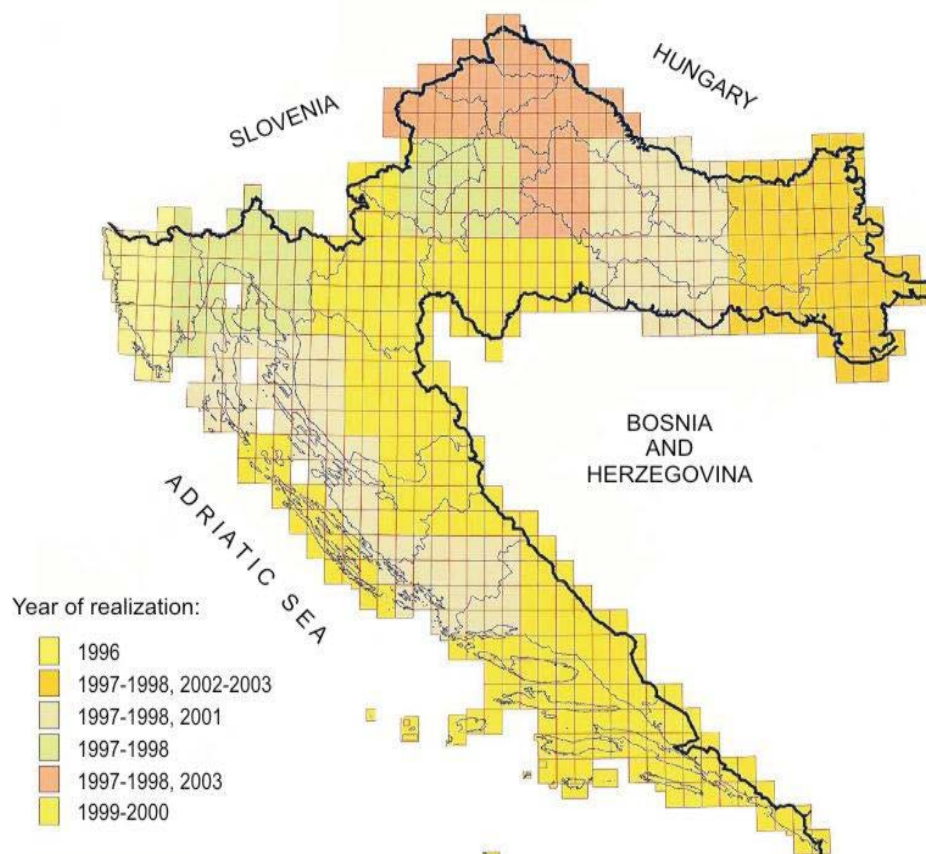 HUNGARY
SLOVENIA
BOSNIA
AND
HERZEGOVINA
ADRIATIC SEA
Year of realization:
1996
1997-1998, 2002-2003
1997-1998, 2001
1997-1998
1997-1998, 2003
1999-2000